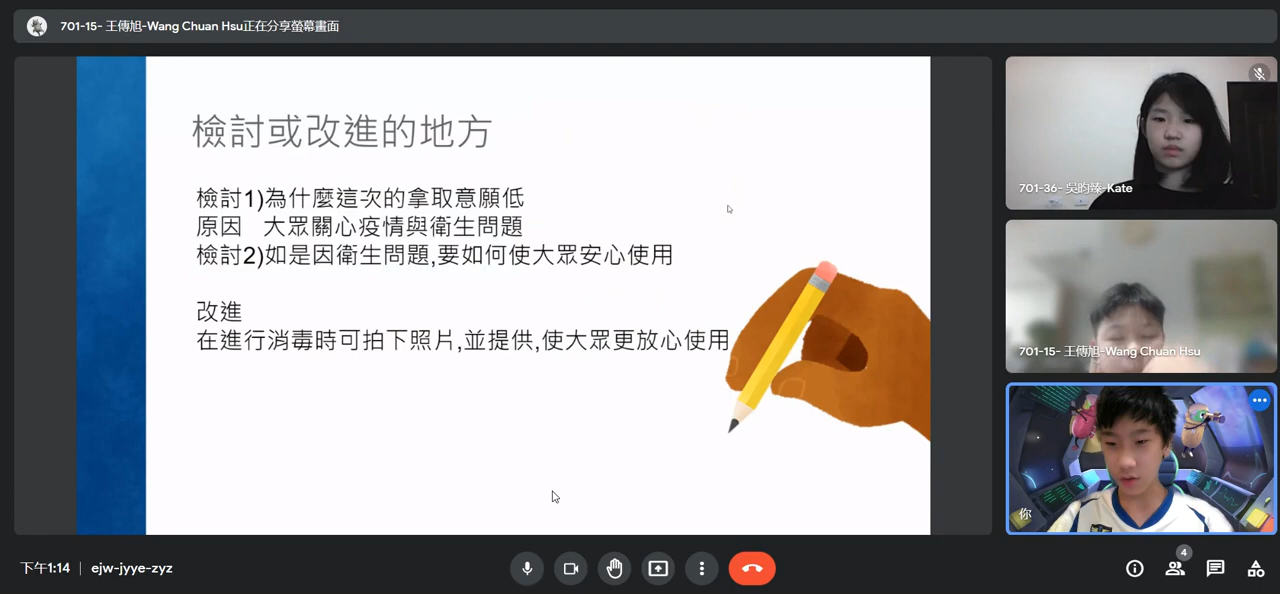 701-15- 王傳旭-Wang Chuan Hsu正在分享螢幕畫面
檢討或改進的地方
檢討1)為什麼這次的拿取意願低
原因 大眾關心疫情與衛生問題
檢討2)如是因衛生問題,要如何使大眾安心使用
改進
在進行消毒時可拍下照片,並提供,使大眾更放心使用
701-36- 吳昀臻-Kate
701-15- 王傳旭-Wang Chuan Hsu
你
下午1:14 | ejw-jyye-zyz
4